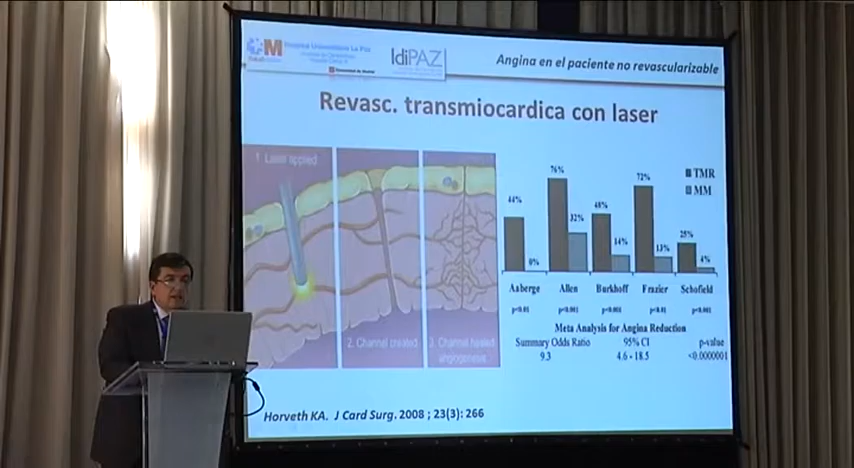 M
Hospital Universitario La Paz
IdiPAZ
Angina en el paciente no revascularizable
Revasc. transmiocardica con laser
1. Laser applied
2. Channel created
3. Channel healed
angiogenesis
TMR
MM
44%
0%
76%
32%
48%
14%
72%
13%
25%
4%
Aaberge
Allen
Burkhoff
Frazier
Schofield
p<0.01
p<0.001
p<0.001
p<0.01
p<0.001
Meta Analysis for Angina Reduction
Summary Odds Ratio
95% CI
p-value
9.3
4.6 - 18.5
<0.0000001
Horveth KA. J Card Surg. 2008 ; 23(3): 266